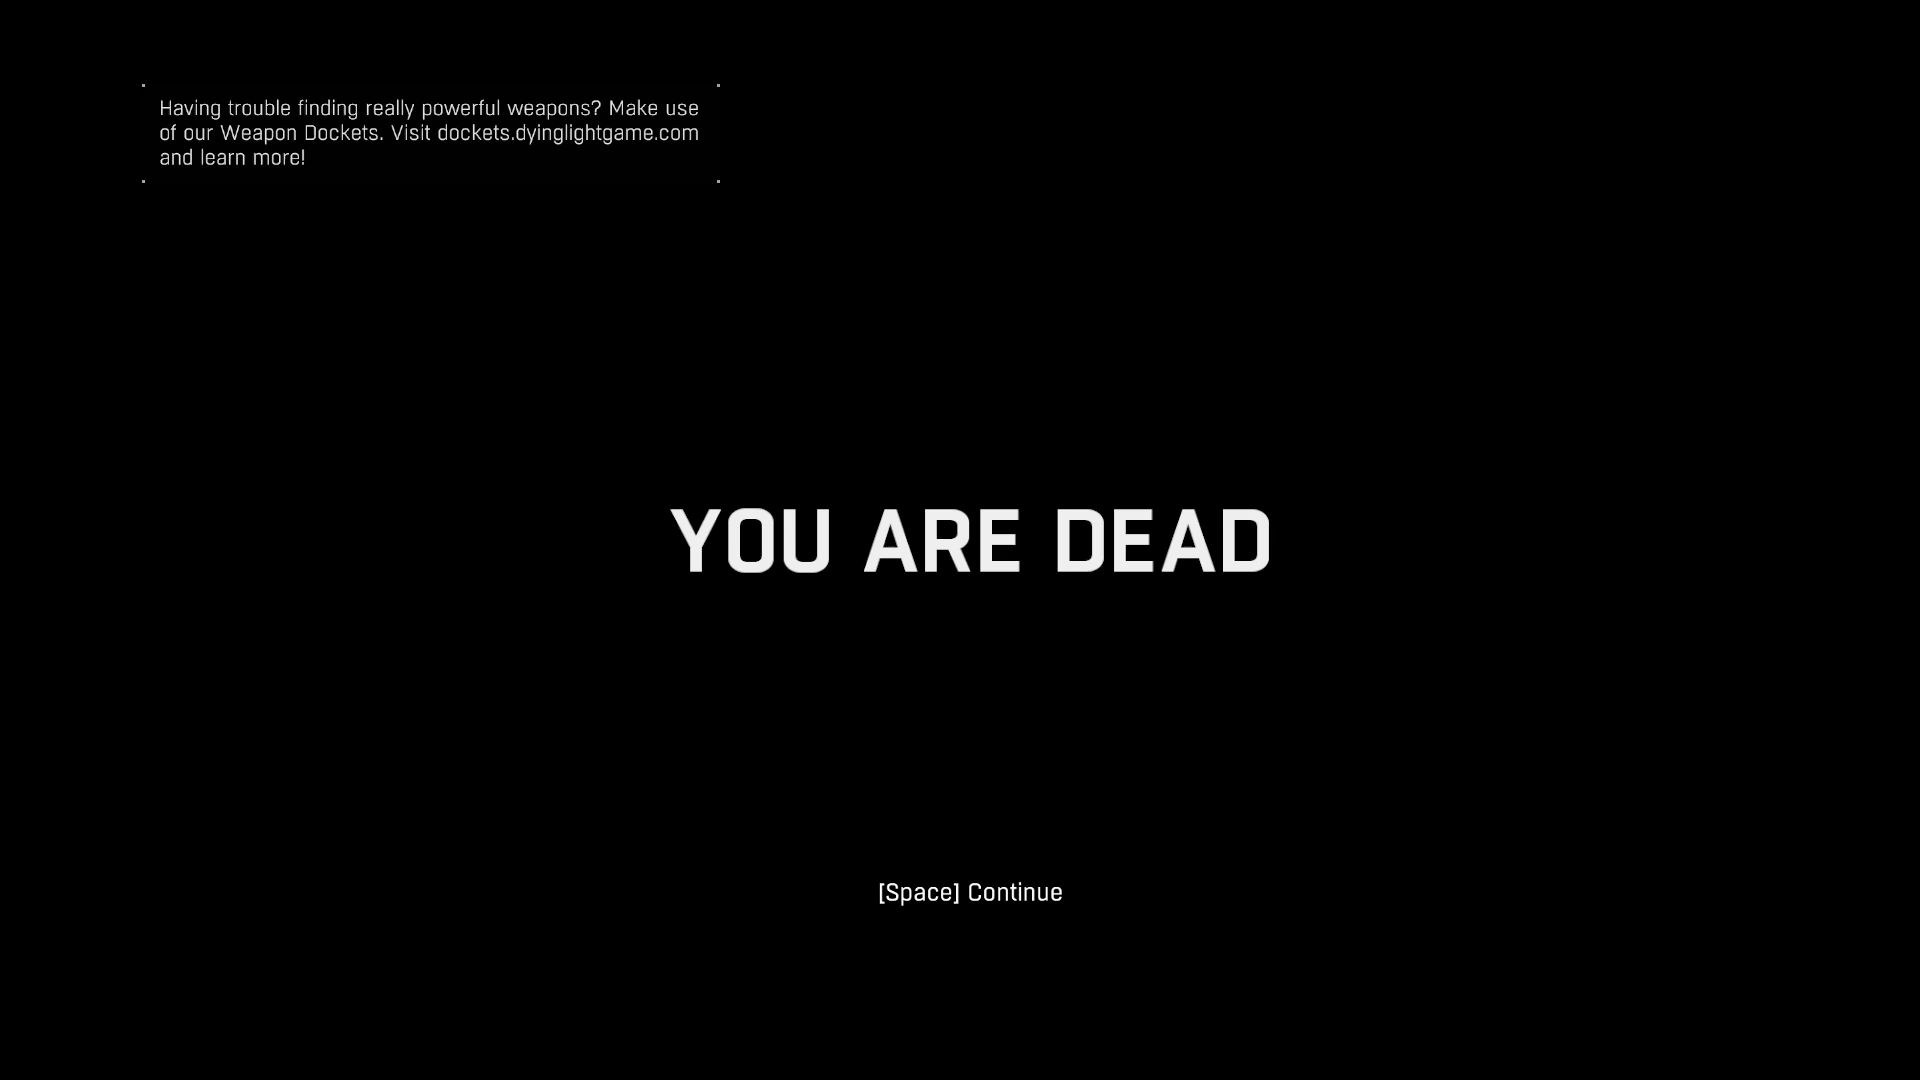 Having trouble finding really powerful weapons? Make use
of our Weapon Dockets. Visit dockets.dyinglightgame.com
and learn more!
YOU ARE DEAD
[Space] Continue